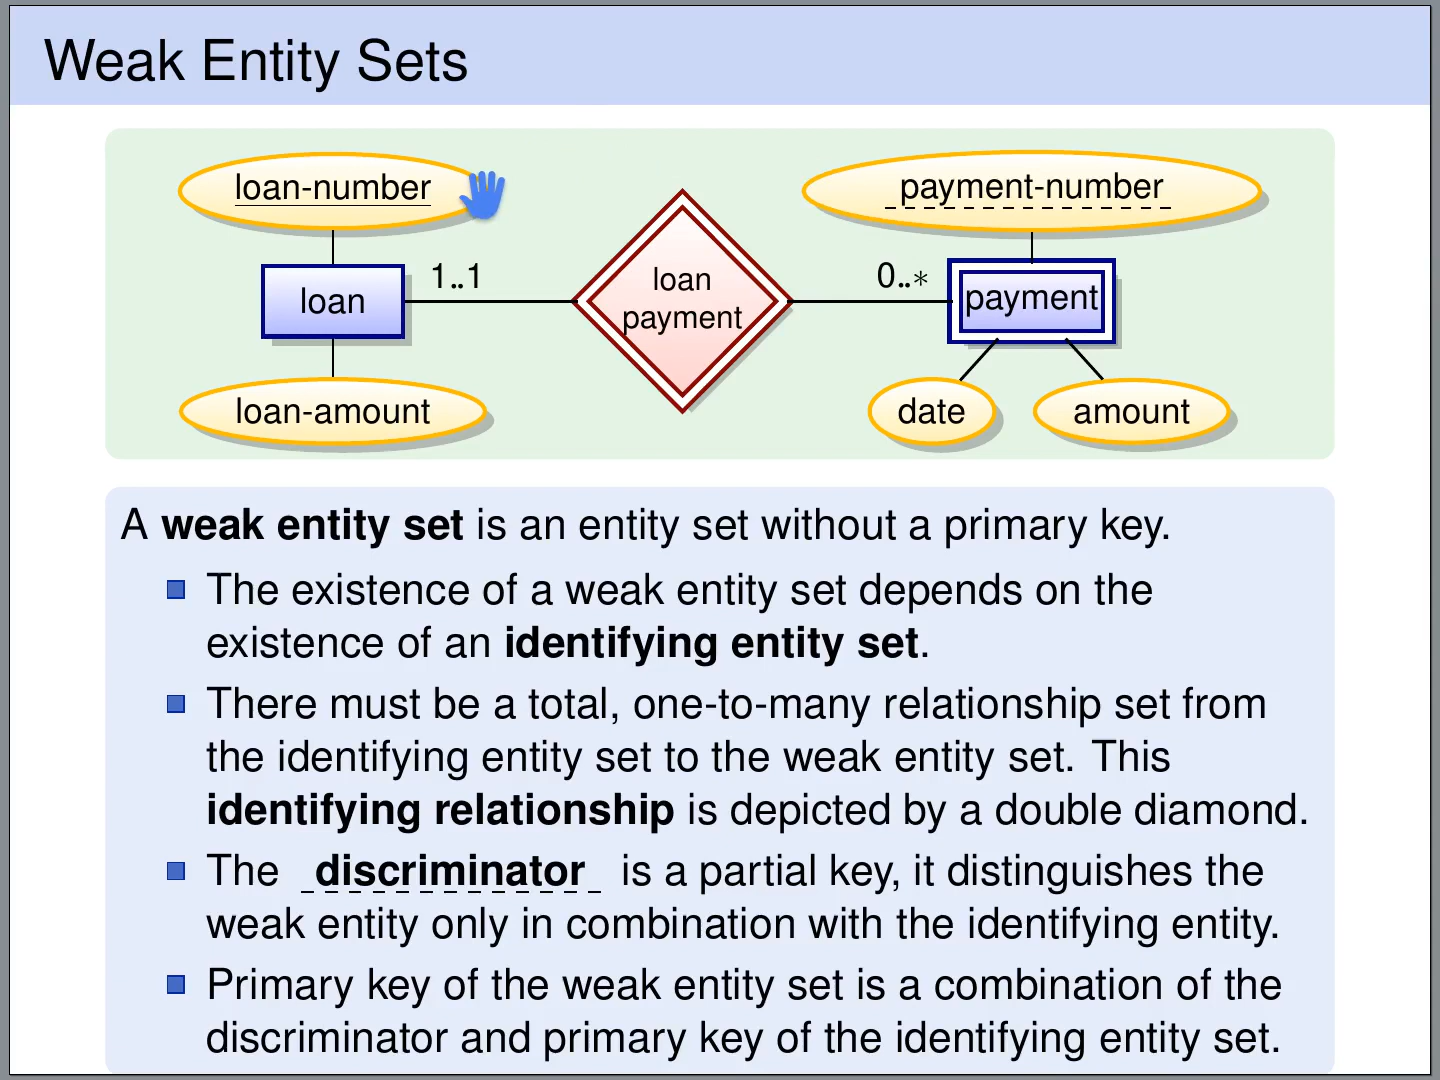 Weak Entity Sets
loan-number
payment-number
1..1
0..*
loan
loan
payment
payment
loan-amount
date
amount
A weak entity set is an entity set without a primary key.
The existence of a weak entity set depends on the
existence of an identifying entity set.
There must be a total, one-to-many relationship set from
the identifying entity set to the weak entity set. This
identifying relationship is depicted by a double diamond.
The discriminator is a partial key, it distinguishes the
weak entity only in combination with the identifying entity.
Primary key of the weak entity set is a combination of the
discriminator and primary key of the identifying entity set.